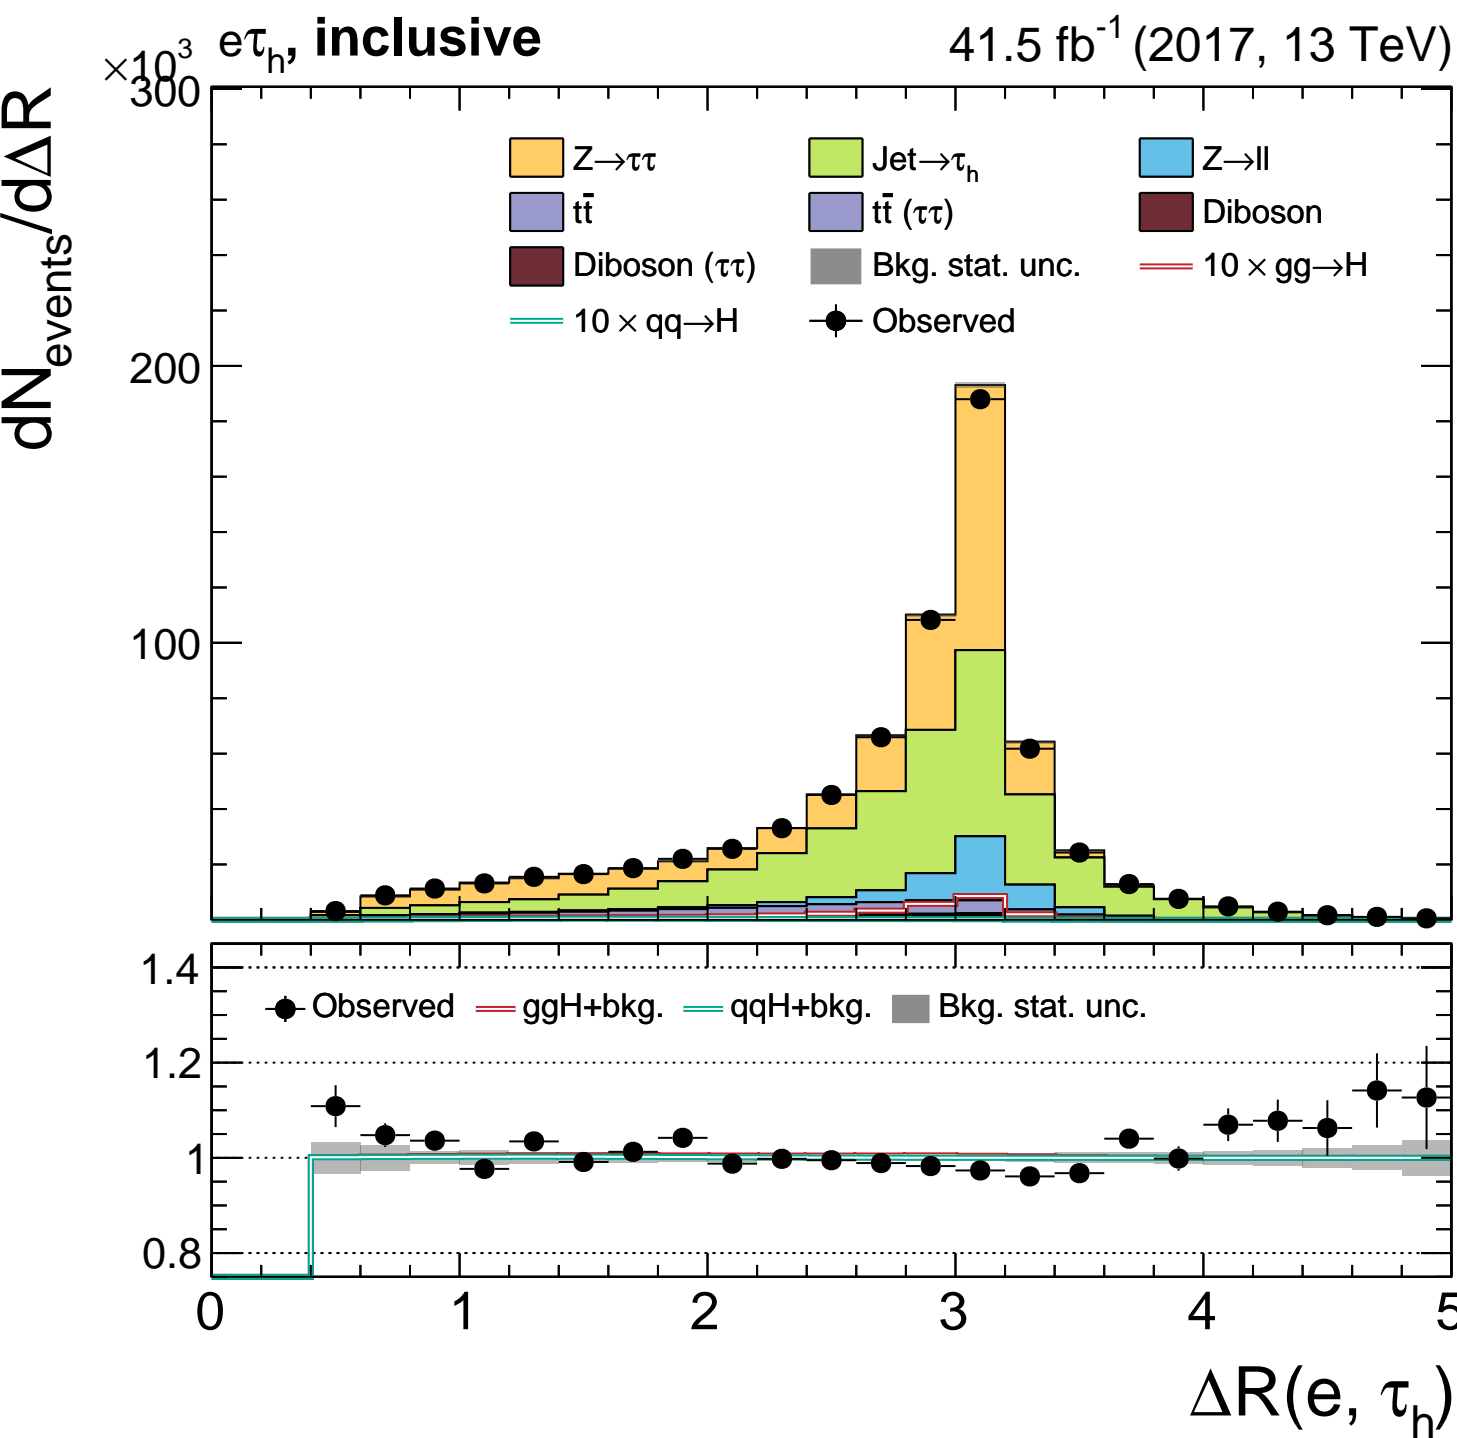 ×10³ eτₕ, inclusive 41.5 fb⁻¹ (2017, 13 TeV)
dN_events/dΔR
300
200
100
Z→ττ Jet→τₕ Z→ll
tt̄ tt̄ (ττ) Diboson
Diboson (ττ) Bkg. stat. unc. 10 × gg→H
10 × qq→H Observed
1.4
1.2
1
0.8
Observed ggH+bkg. qqH+bkg. Bkg. stat. unc.
0 1 2 3 4 5
ΔR(e, τₕ)